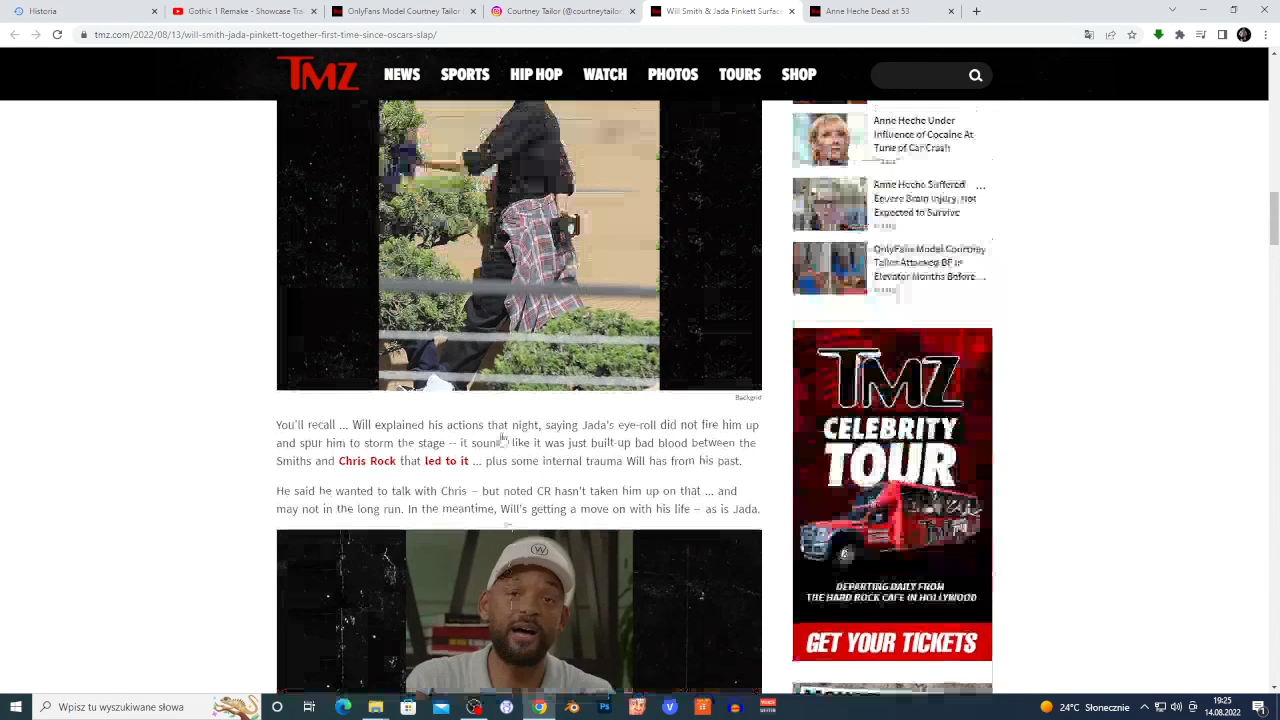 Historia
Gothic 1 Remake - Showcase Tra
OnlyFans Model Courtney Tailor
Courtney Tailor (@courtneytailor
Will Smith & Jada Pinkett Surface
Anne Heche Dead at 53
tmz.com/2022/08/13/will-smith-jada-pinkett-together-first-time-since-oscars-slap/
TMZ
NEWS SPORTS HIP HOP WATCH PHOTOS TOURS SHOP
Anne Heche Under
Influence of Cocaine At
Time of Car Crash
Anne Heche Suffered ...
Severe Brain Injury, Not
Expected to Survive
OnlyFans Model Courtney
Tailor Attacked BF in
Elevator Months Before
Backgrid
You'll recall ... Will explained his actions that night, saying Jada's eye-roll did not fire him up
and spur him to storm the stage -- it sounds like it was just built-up bad blood between the
Smiths and Chris Rock that led to it ... plus some internal trauma Will has from his past.
He said he wanted to talk with Chris -- but noted CR hasn't taken him up on that ... and
may not in the long run. In the meantime, Will's getting a move on with his life -- as is Jada.
W
TMZ
CELEBRITY
TOUR
DEPARTING DAILY FROM
THE HARD ROCK CAFE IN HOLLYWOOD
GET YOUR TICKETS
Wpisz tu wyszukiwane słowa
24°C Słonecznie
19:25
14.08.2022